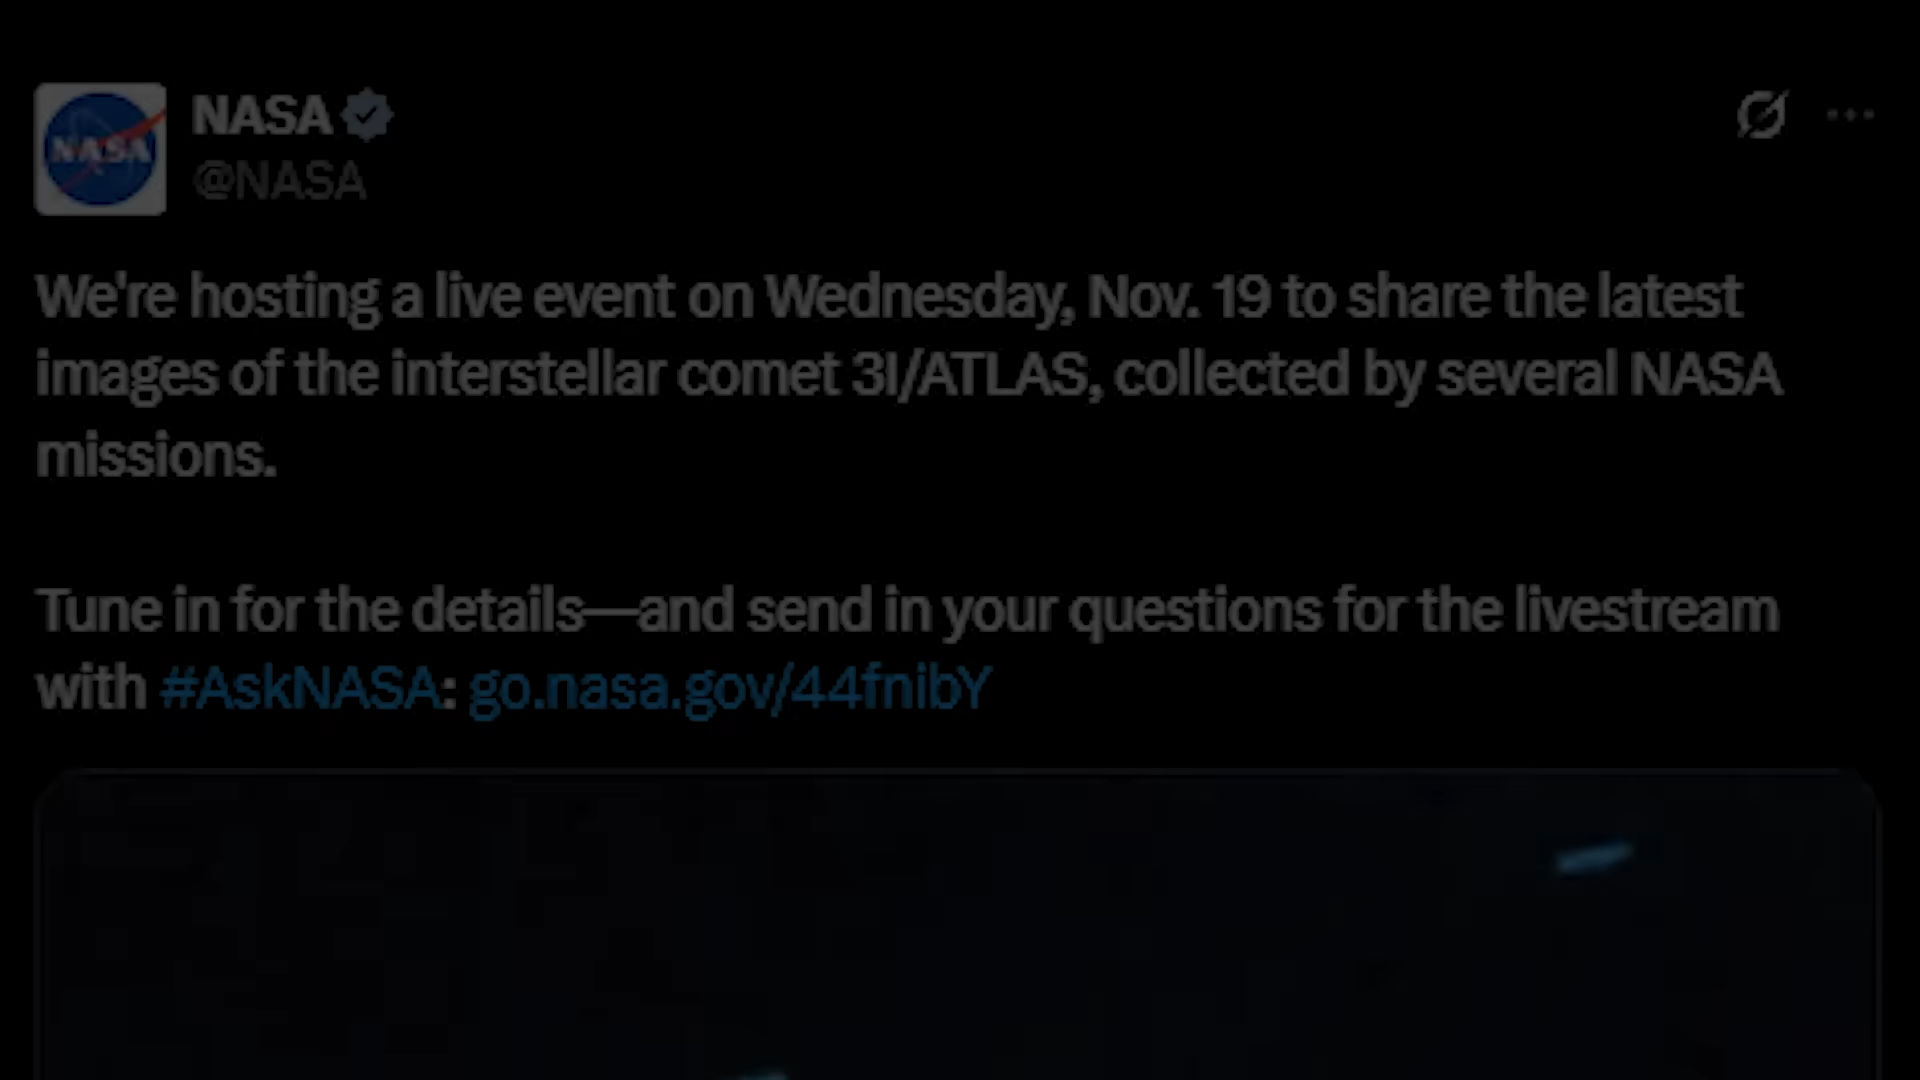 NASA
NASA
@NASA
We're hosting a live event on Wednesday, Nov. 19 to share the latest
images of the interstellar comet 3I/ATLAS, collected by several NASA
missions.
Tune in for the details—and send in your questions for the livestream
with #AskNASA: go.nasa.gov/44fnibY